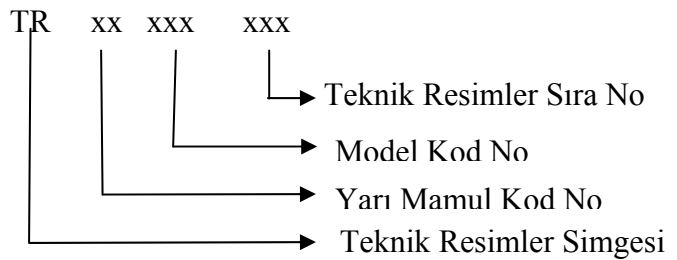 TR xx xxx xxx
Teknik Resimler Sıra No
Model Kod No
Yarı Mamul Kod No
Teknik Resimler Simgesi